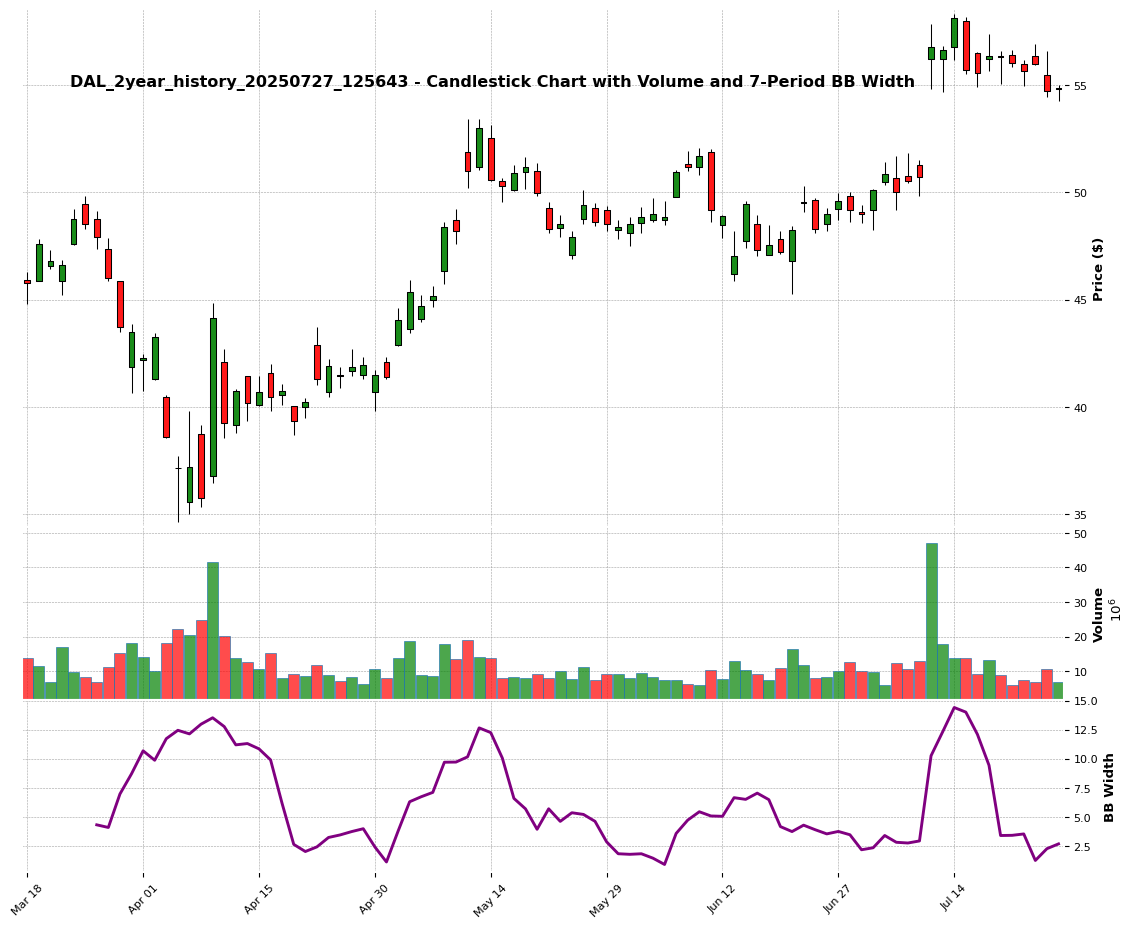 DAL_2year_history_20250727_125643 - Candlestick Chart with Volume and 7-Period BB Width
55
50
45
40
35
Price ($)
50
40
30
20
10
Volume
10^6
15.0
12.5
10.0
7.5
5.0
2.5
BB Width
Mar 18
Apr 01
Apr 15
Apr 30
May 14
May 29
Jun 12
Jun 27
Jul 14